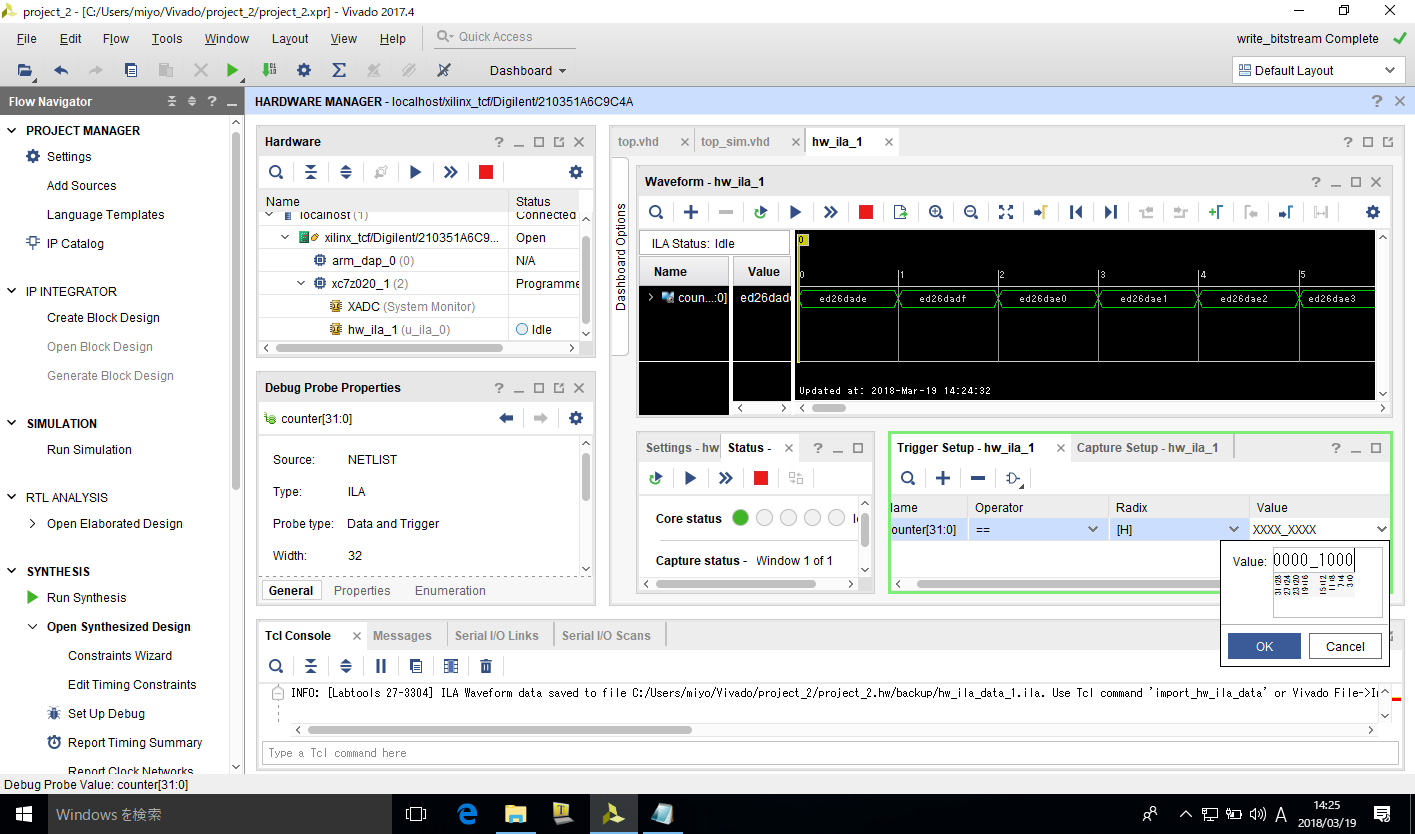 project_2 - [C:/Users/miyo/Vivado/project_2/project_2.xpr] - Vivado 2017.4
File Edit Flow Tools Window Layout View Help Quick Access
write_bitstream Complete
Dashboard
Default Layout
Flow Navigator
HARDWARE MANAGER - localhost/xilinx_tcf/Digilent/210351A6C9C4A
PROJECT MANAGER
Settings
Add Sources
Language Templates
IP Catalog
IP INTEGRATOR
Create Block Design
Open Block Design
Generate Block Design
SIMULATION
Run Simulation
RTL ANALYSIS
Open Elaborated Design
SYNTHESIS
Run Synthesis
Open Synthesized Design
Constraints Wizard
Edit Timing Constraints
Set Up Debug
Report Timing Summary
Report Clock Networks
Hardware
Name Status
localhost (1) Connected
xilinx_tcf/Digilent/210351A6C9... Open
arm_dap_0 (0) N/A
xc7z020_1 (2) Programme
XADC (System Monitor)
hw_ila_1 (u_ila_0) Idle
Debug Probe Properties
counter[31:0]
Source: NETLIST
Type: ILA
Probe type: Data and Trigger
Width: 32
General Properties Enumeration
top.vhd top_sim.vhd hw_ila_1
Dashboard Options
Waveform - hw_ila_1
ILA Status: Idle
Name Value
coun...:0] ed26dade
0
0 1 2 3 4 5
ed26dade ed26dadf ed26dae0 ed26dae1 ed26dae2 ed26dae3
Updated at: 2018-Mar-19 14:24:32
Settings - hw Status -
Core status
Capture status - Window 1 of 1
Trigger Setup - hw_ila_1 Capture Setup - hw_ila_1
Name Operator Radix Value
counter[31:0] == [H] XXXX_XXXX
Value: 0000_1000
31:28 27:24 23:20 19:16 15:12 11:8 7:4 3:0
OK Cancel
Tcl Console Messages Serial I/O Links Serial I/O Scans
INFO: [Labtools 27-3304] ILA Waveform data saved to file C:/Users/miyo/Vivado/project_2/project_2.hw/backup/hw_ila_data_1.ila. Use Tcl command 'import_hw_ila_data' or Vivado File->Im
Type a Tcl command here
Debug Probe Value: counter[31:0]
Windows を検索
A
14:25
2018/03/19